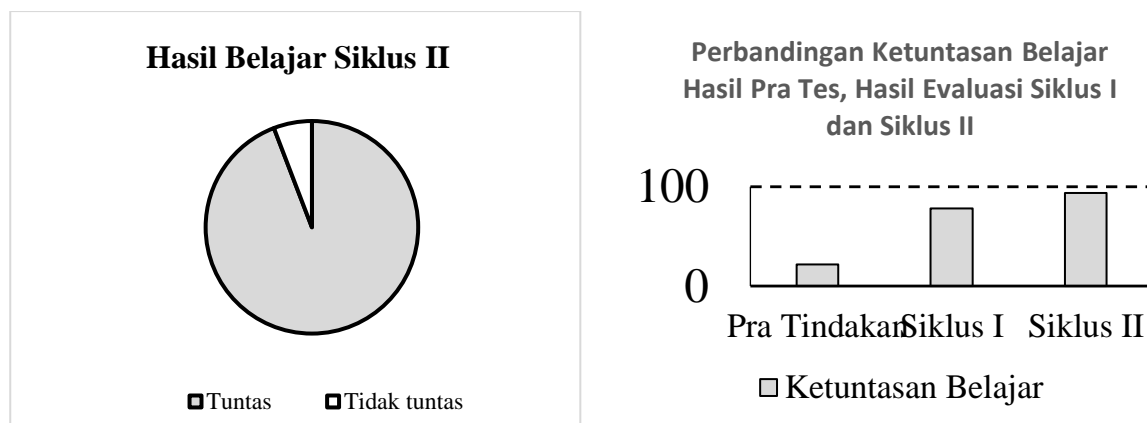 Hasil Belajar Siklus II
Tuntas Tidak tuntas
Perbandingan Ketuntasan Belajar
Hasil Pra Tes, Hasil Evaluasi Siklus I
dan Siklus II
100
0
Pra Tindakan Siklus I Siklus II
Ketuntasan Belajar